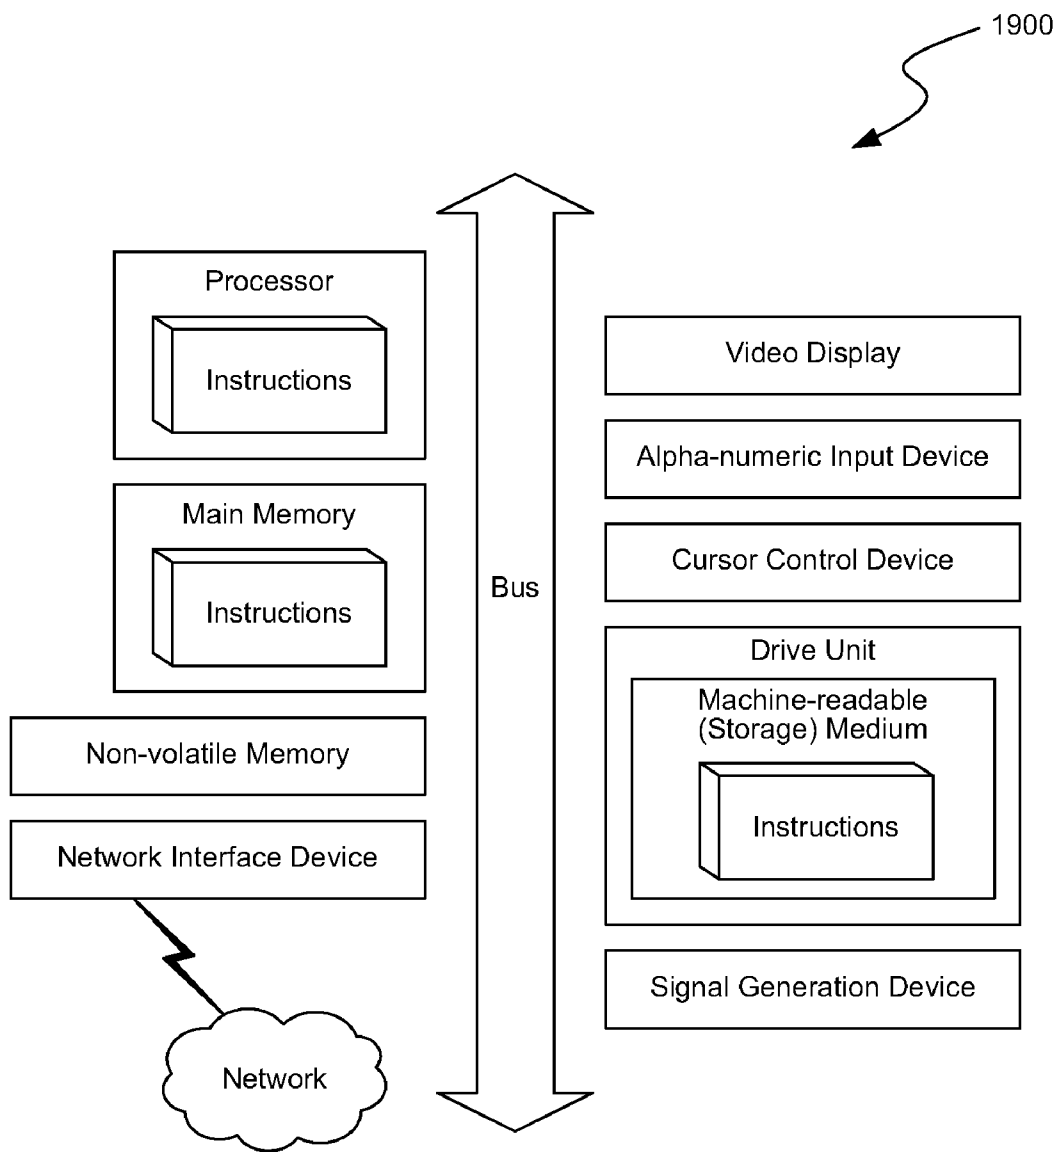 1900
Processor
Instructions
Main Memory
Instructions
Non-volatile Memory
Network Interface Device
Network
Bus
Video Display
Alpha-numeric Input Device
Cursor Control Device
Drive Unit
Machine-readable
(Storage) Medium
Instructions
Signal Generation Device